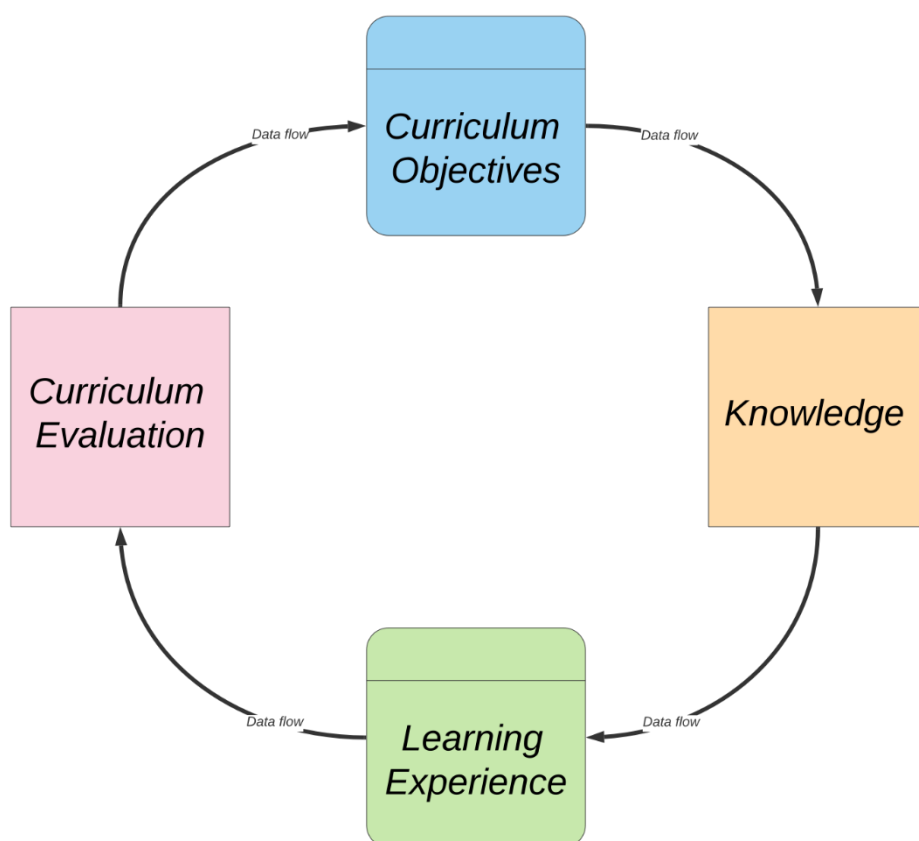 Curriculum
Objectives
Data flow
Data flow
Curriculum
Evaluation
Knowledge
Data flow
Data flow
Learning
Experience